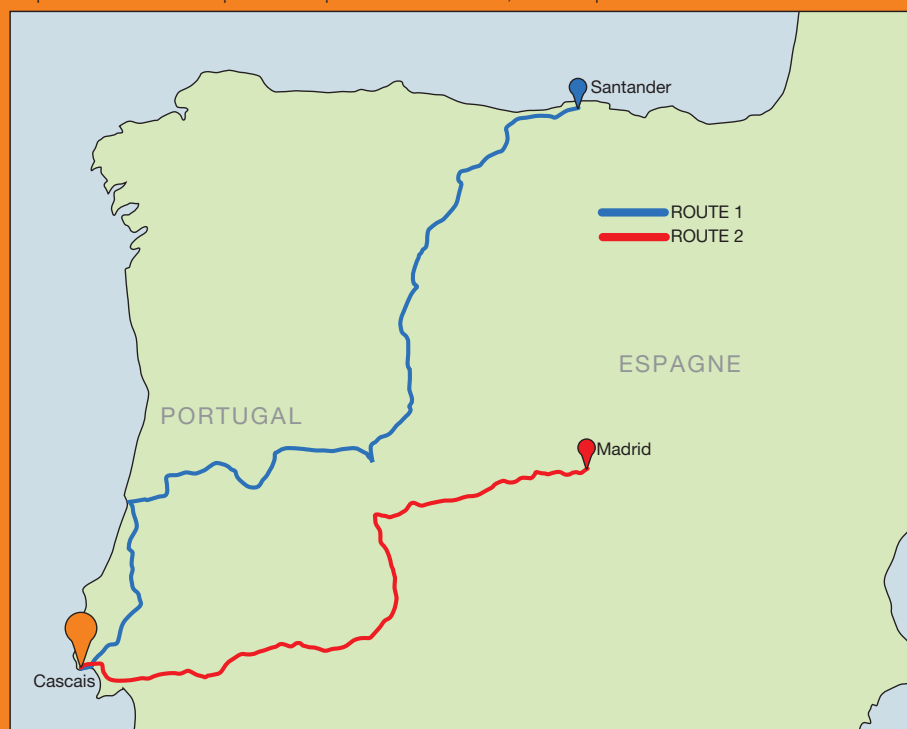 Santander
ROUTE 1
ROUTE 2
ESPAGNE
PORTUGAL
Madrid
Cascais